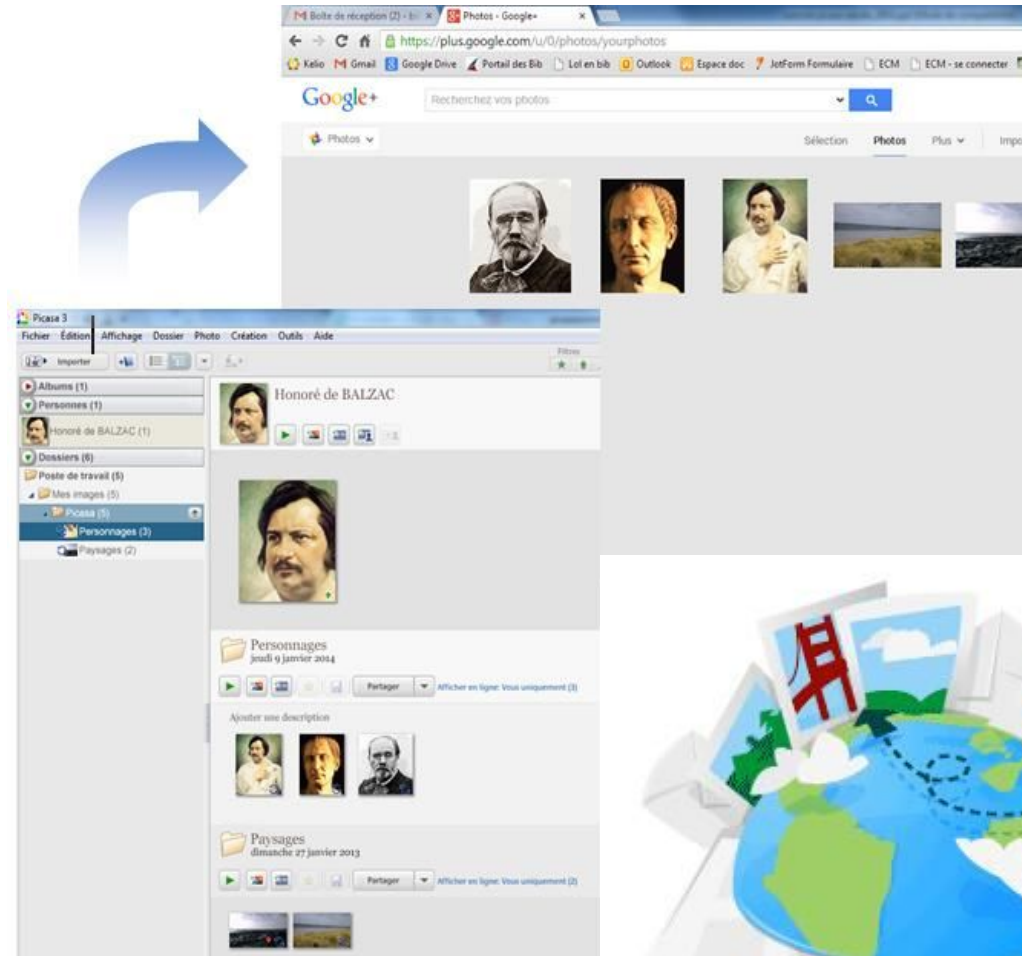 Boîte de réception (2) - b
Photos - Google+
https://plus.google.com/u/0/photos/yourphotos
Kelio Gmail Google Drive Portail des Bib Lol en bib Outlook Espace doc JetForm Formulaire ECM ECM - se connecter
Google+ Recherchez vos photos
Photos Sélection Photos Plus Impo
Picasa 3
Fichier Édition Affichage Dossier Photo Création Outils Aide
Importer Filtres
Albums (1)
Personnes (1)
Honoré de BALZAC (1)
Dossiers (6)
Poste de travail (5)
Mes images (5)
Picasa (5)
Personnages (3)
Paysages (2)
Honoré de BALZAC
Personnages
jeudi 9 janvier 2014
Partager Afficher en ligne: Vous uniquement (3)
Ajouter une description
Paysages
dimanche 27 janvier 2013
Partager Afficher en ligne: Vous uniquement (2)